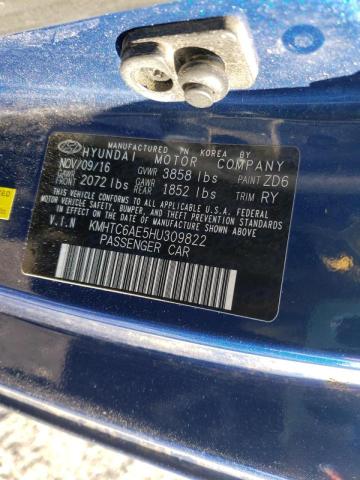 MANUFACTURED IN KOREA BY
HYUNDAI MOTOR COMPANY
NOV/09/16 GVWR 3858 lbs PAINT ZD6
GAWR FRONT 2072 lbs GAWR REAR 1852 lbs TRIM RY
THIS VEHICLE CONFORMS TO ALL APPLICABLE U.S.A. FEDERAL
MOTOR VEHICLE SAFETY, BUMPER, AND THEFT PREVENTION
STANDARDS IN EFFECT ON THE DATE OF MANUFACTURE SHOWN ABOVE.
V.I.N KMHTC6AE5HU309822
PASSENGER CAR